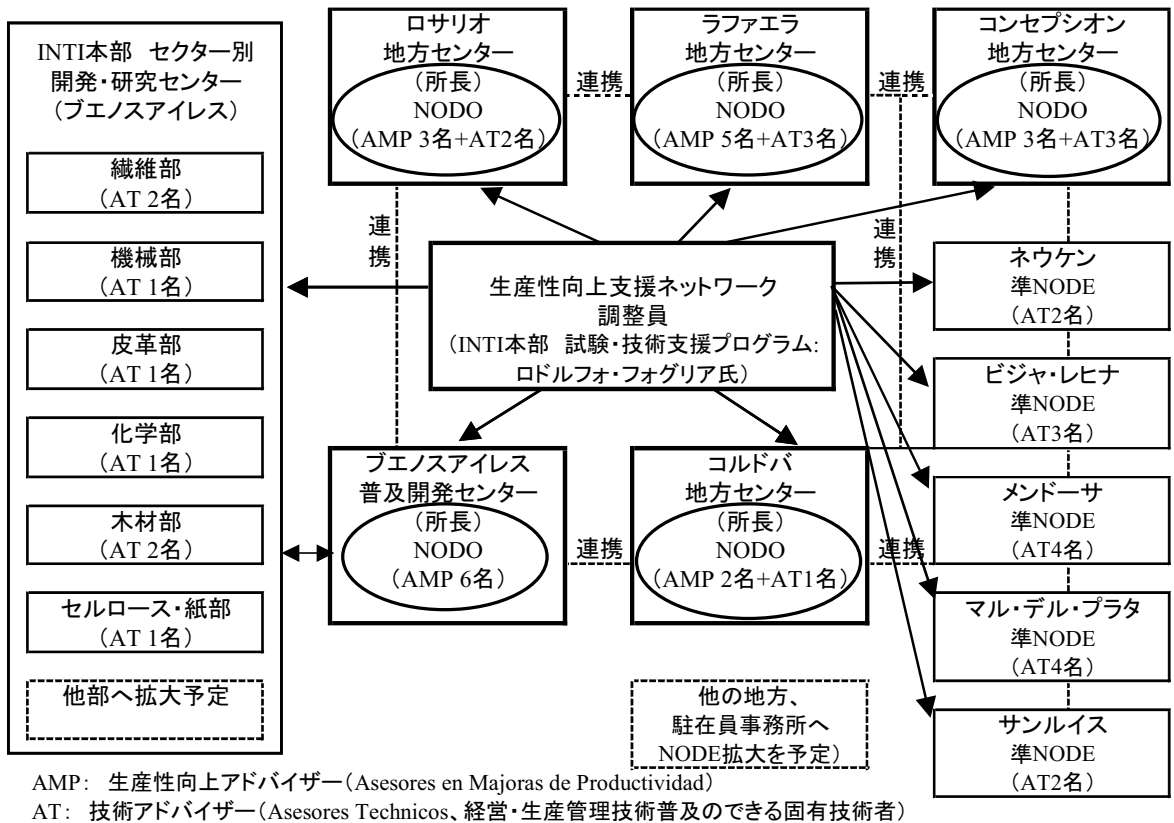 INTI本部 セクター別
開発・研究センター
（ブエノスアイレス）
繊維部
（AT 2名）
機械部
（AT 1名）
皮革部
（AT 1名）
化学部
（AT 1名）
木材部
（AT 2名）
セルロース・紙部
（AT 1名）
他部へ拡大予定
ロサリオ
地方センター
（所長）
NODO
（AMP 3名+AT2名）
連携
ラファエラ
地方センター
（所長）
NODO
（AMP 5名+AT3名）
連携
コンセプシオン
地方センター
（所長）
NODO
（AMP 3名+AT3名）
連
携
連
携
生産性向上支援ネットワーク
調整員
（INTI本部 試験・技術支援プログラム:
ロドルフォ・フォグリア氏）
ブエノスアイレス
普及開発センター
（所長）
NODO
（AMP 6名）
連携
コルドバ
地方センター
（所長）
NODO
（AMP 2名+AT1名）
連携
ネウケン
準NODE
（AT2名）
ビジャ・レヒナ
準NODE
（AT3名）
メンドーサ
準NODE
（AT4名）
マル・デル・プラタ
準NODE
（AT4名）
サンルイス
準NODE
（AT2名）
他の地方、
駐在員事務所へ
NODE拡大を予定）
AMP： 生産性向上アドバイザー（Asesores en Majoras de Productividad）
AT： 技術アドバイザー（Asesores Technicos、経営・生産管理技術普及のできる固有技術者）